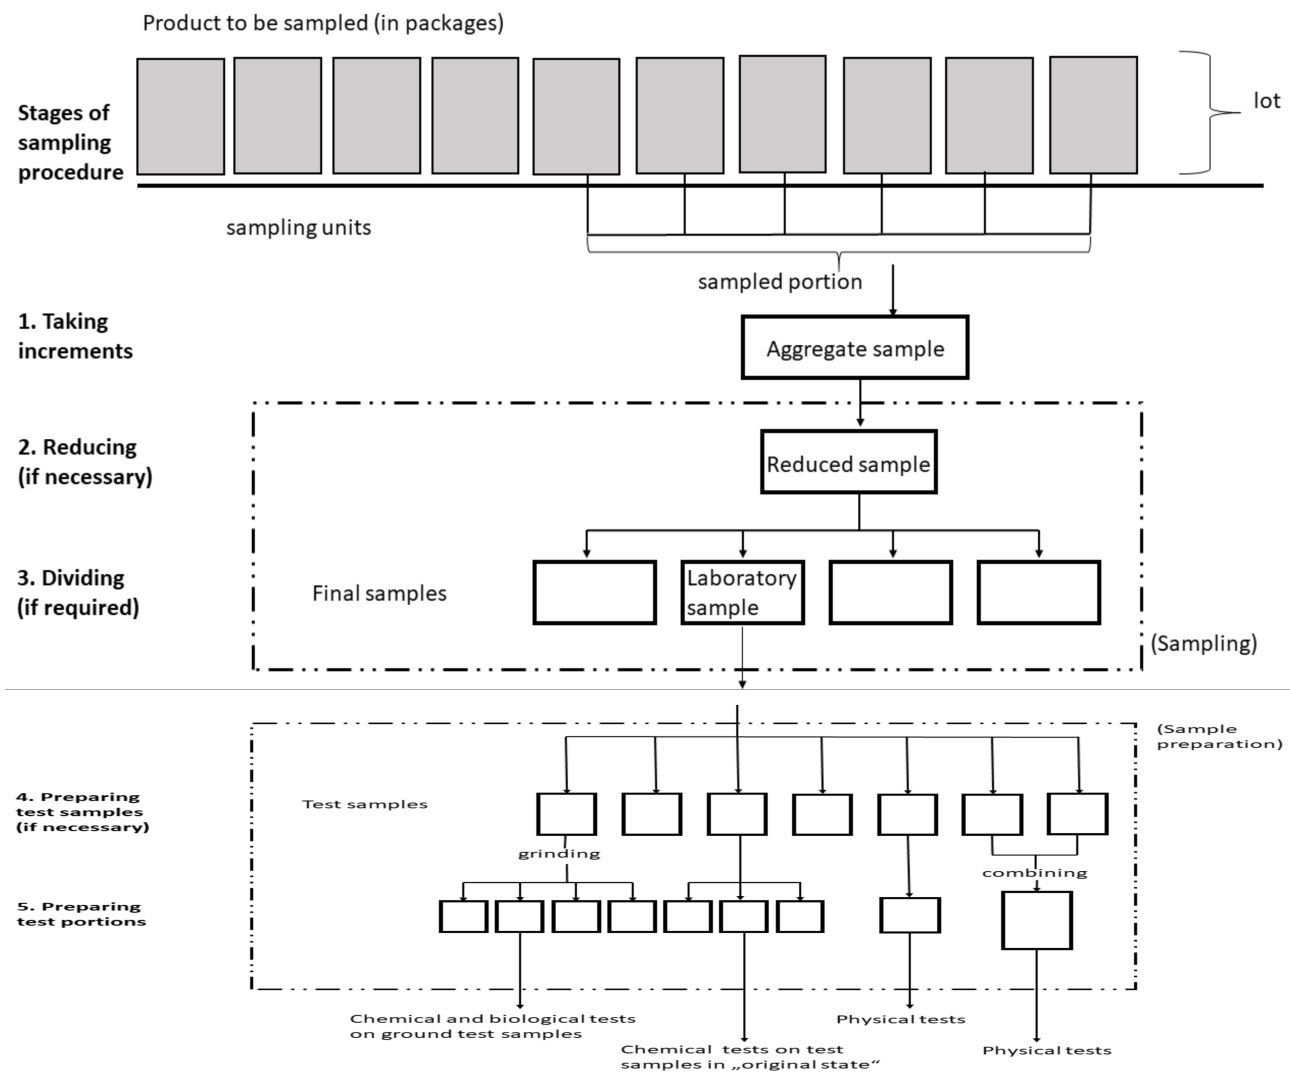 Product to be sampled (in packages)
lot
Stages of
sampling
procedure
sampling units
sampled portion
1. Taking
increments
Aggregate sample
2. Reducing
(if necessary)
Reduced sample
3. Dividing
(if required)
Final samples
Laboratory
sample
(Sampling)
(Sample
preparation)
4. Preparing
test samples
(if necessary)
Test samples
grinding
combining
5. Preparing
test portions
Chemical and biological tests
on ground test samples
Chemical tests on test
samples in „original state“
Physical tests
Physical tests